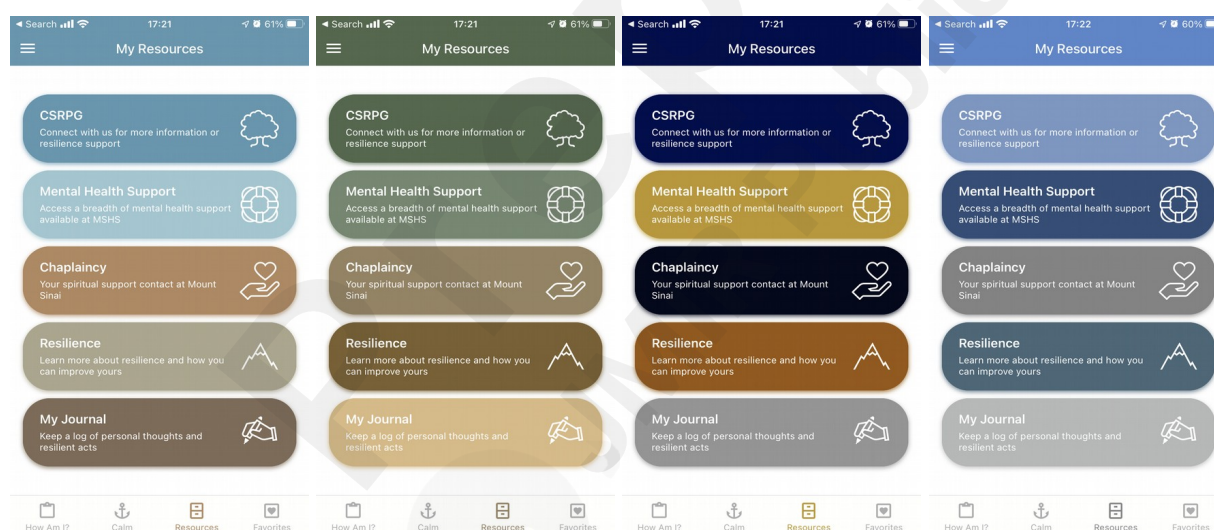 ◄ Search 17:21 61%
My Resources
CSRPG
Connect with us for more information or
resilience support
Mental Health Support
Access a breadth of mental health support
available at MSHS
Chaplaincy
Your spiritual support contact at Mount
Sinai
Resilience
Learn more about resilience and how you
can improve yours
My Journal
Keep a log of personal thoughts and
resilient acts
How Am I? Calm Resources Favorites
◄ Search 17:21 61%
My Resources
CSRPG
Connect with us for more information or
resilience support
Mental Health Support
Access a breadth of mental health support
available at MSHS
Chaplaincy
Your spiritual support contact at Mount
Sinai
Resilience
Learn more about resilience and how you
can improve yours
My Journal
Keep a log of personal thoughts and
resilient acts
How Am I? Calm Resources Favorites
◄ Search 17:21 61%
My Resources
CSRPG
Connect with us for more information or
resilience support
Mental Health Support
Access a breadth of mental health support
available at MSHS
Chaplaincy
Your spiritual support contact at Mount
Sinai
Resilience
Learn more about resilience and how you
can improve yours
My Journal
Keep a log of personal thoughts and
resilient acts
How Am I? Calm Resources Favorites
◄ Search 17:22 60%
My Resources
CSRPG
Connect with us for more information or
resilience support
Mental Health Support
Access a breadth of mental health support
available at MSHS
Chaplaincy
Your spiritual support contact at Mount
Sinai
Resilience
Learn more about resilience and how you
can improve yours
My Journal
Keep a log of personal thoughts and
resilient acts
How Am I? Calm Resources Favorites